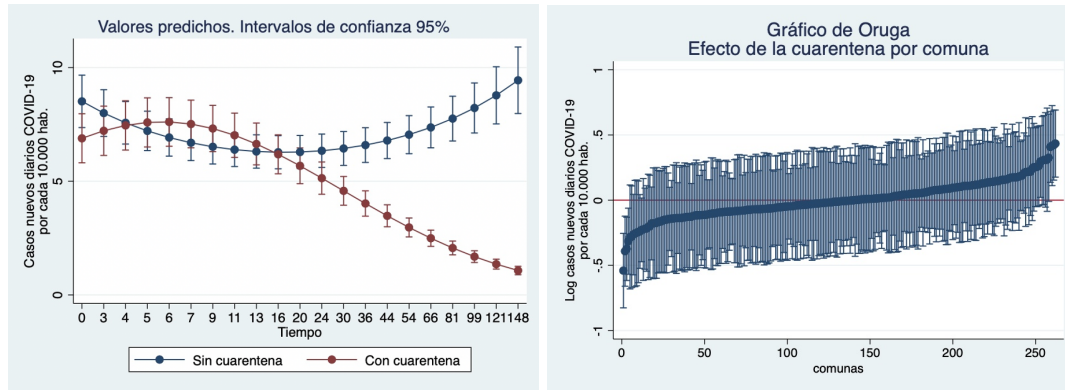 Valores predichos. Intervalos de confianza 95%
Casos nuevos diarios COVID-19
por cada 10.000 hab.
10
5
0
0 3 4 5 6 7 9 11 13 16 20 24 30 36 44 54 66 81 99 121 148
Tiempo
Sin cuarentena
Con cuarentena
Gráfico de Oruga
Efecto de la cuarentena por comuna
Log casos nuevos diarios COVID-19
por cada 10.000 hab.
1
.5
0
-.5
-1
0 50 100 150 200 250
comunas